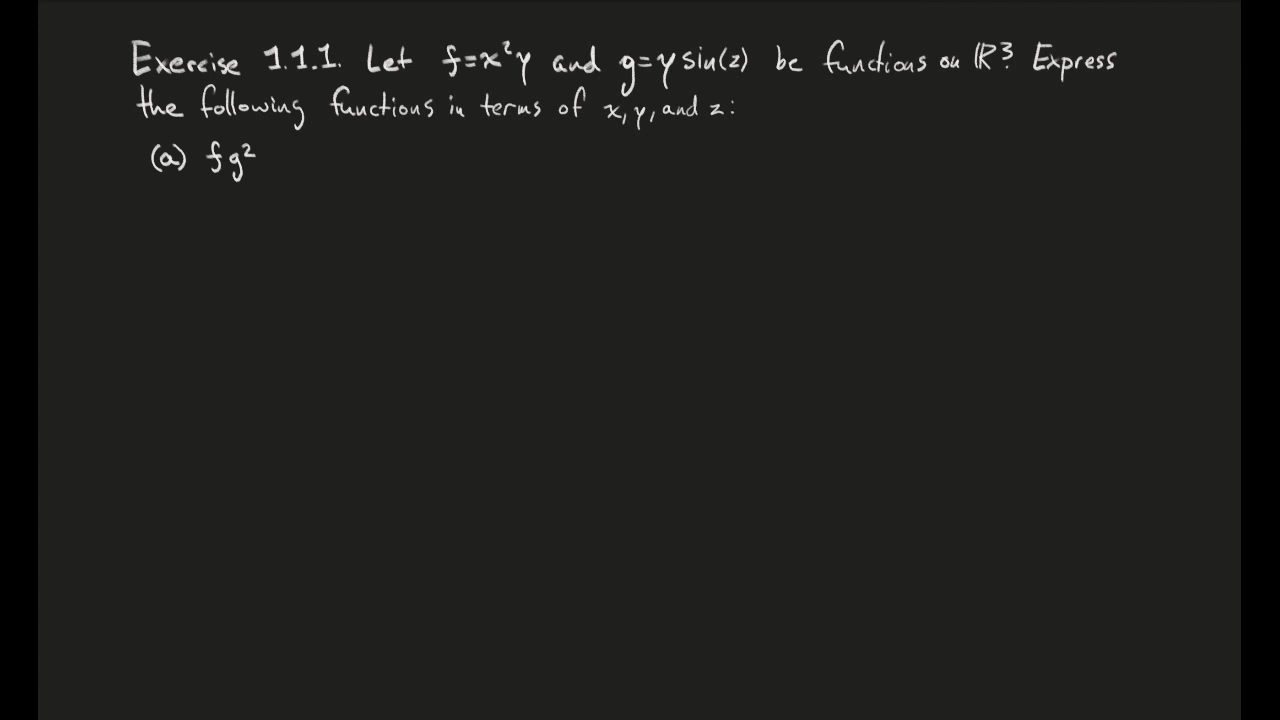 Exercise 1.1.1. Let f=x²y and g=y sin(z) be functions on ℝ³. Express
the following functions in terms of x, y, and z:
(a) fg²